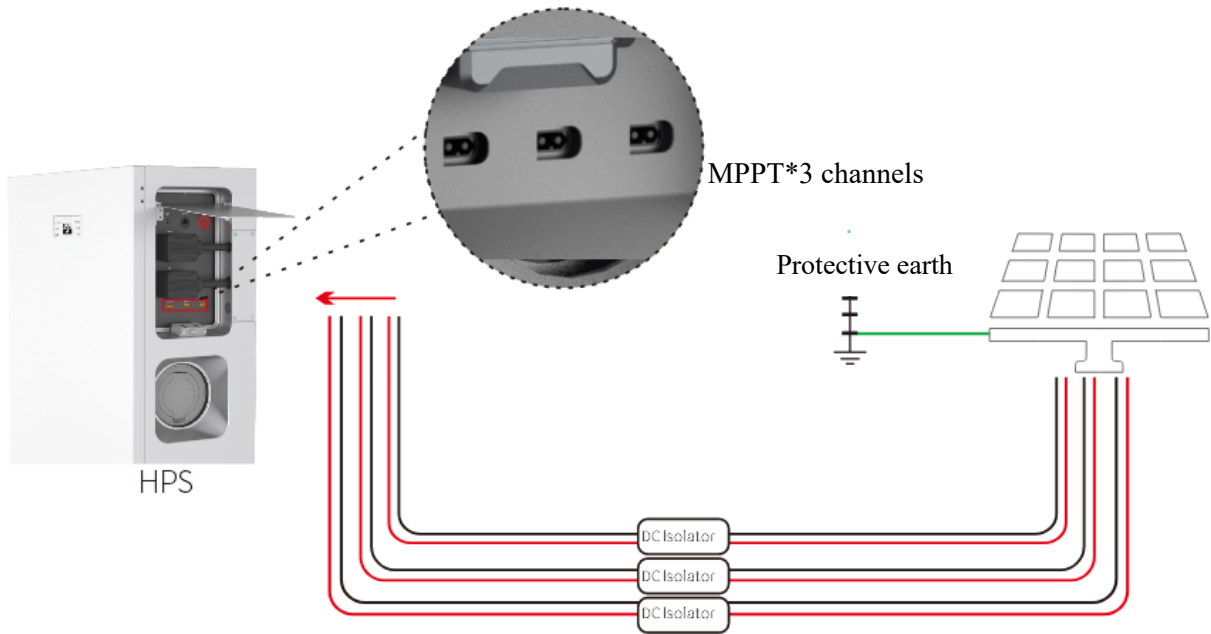 MPPT*3 channels
Protective earth
HPS
DC Isolator
DC Isolator
DC Isolator